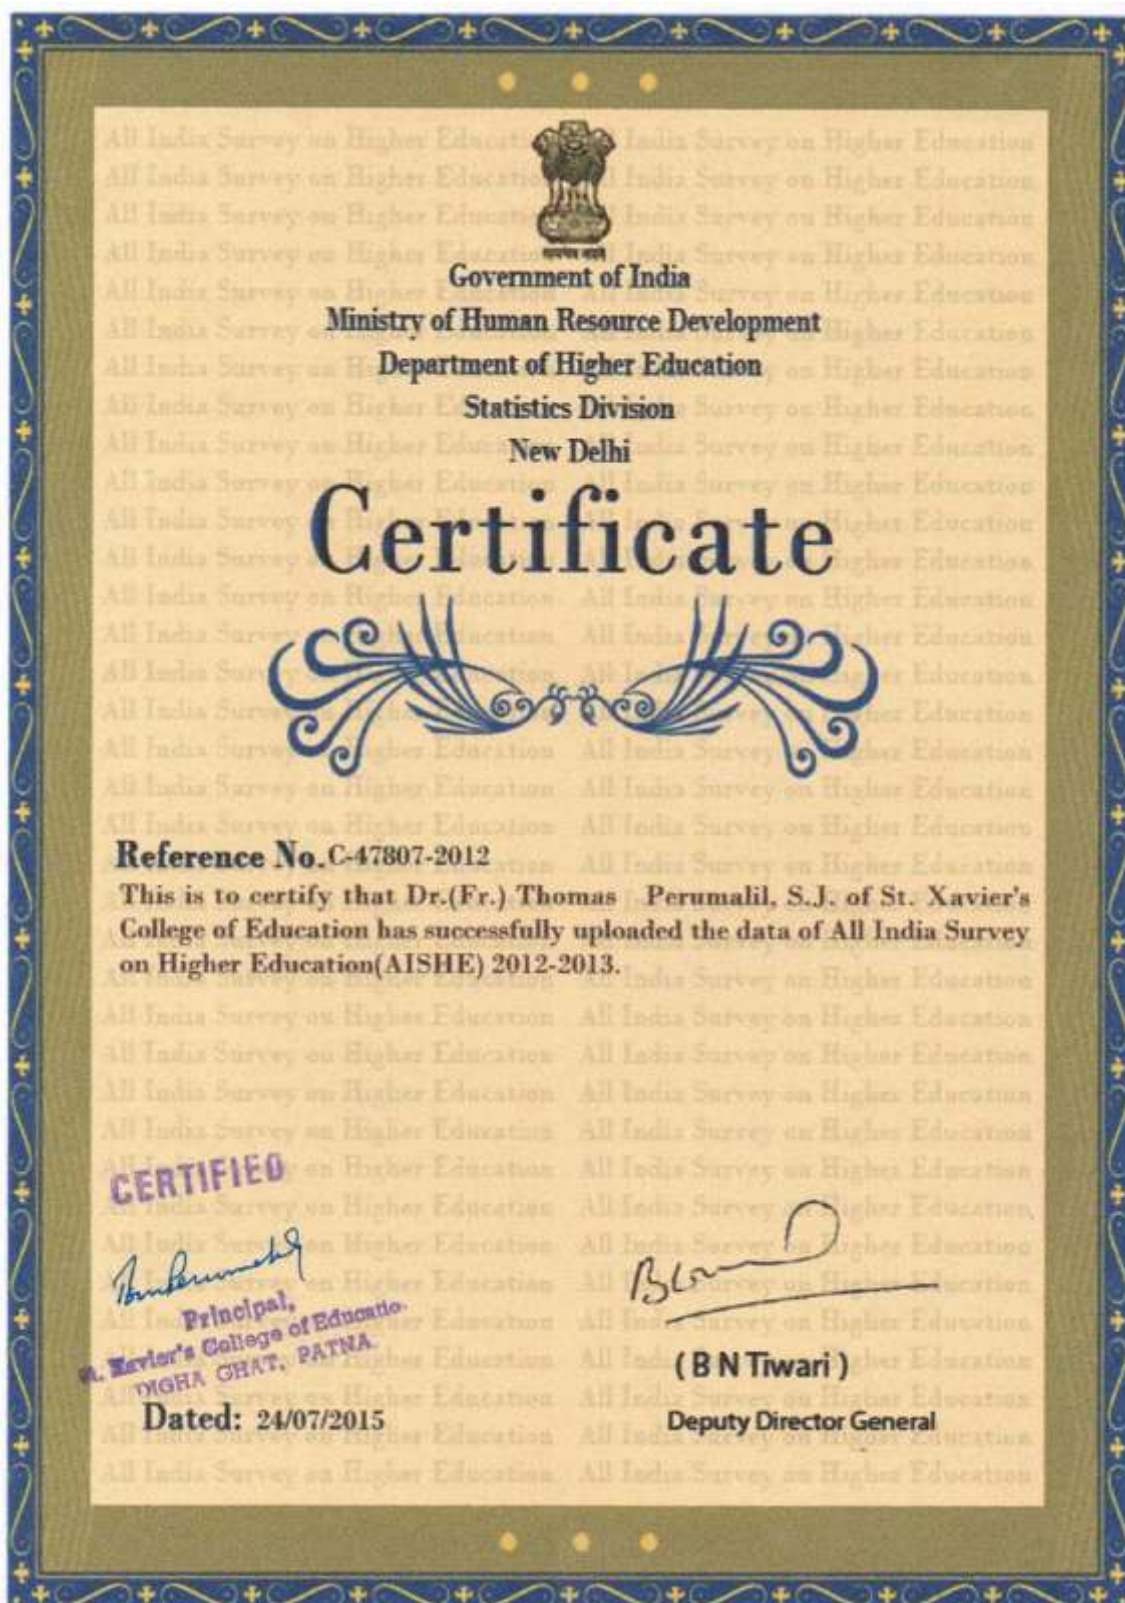 Government of India
Ministry of Human Resource Development
Department of Higher Education
Statistics Division
New Delhi
Certificate
Reference No.C-47807-2012
This is to certify that Dr.(Fr.) Thomas Perumalil, S.J. of St. Xavier's
College of Education has successfully uploaded the data of All India Survey
on Higher Education(AISHE) 2012-2013.
CERTIFIED
Principal,
Xavier's College of Educatio
DIGHA GHAT, PATNA
Dated: 24/07/2015
( B N Tiwari )
Deputy Director General